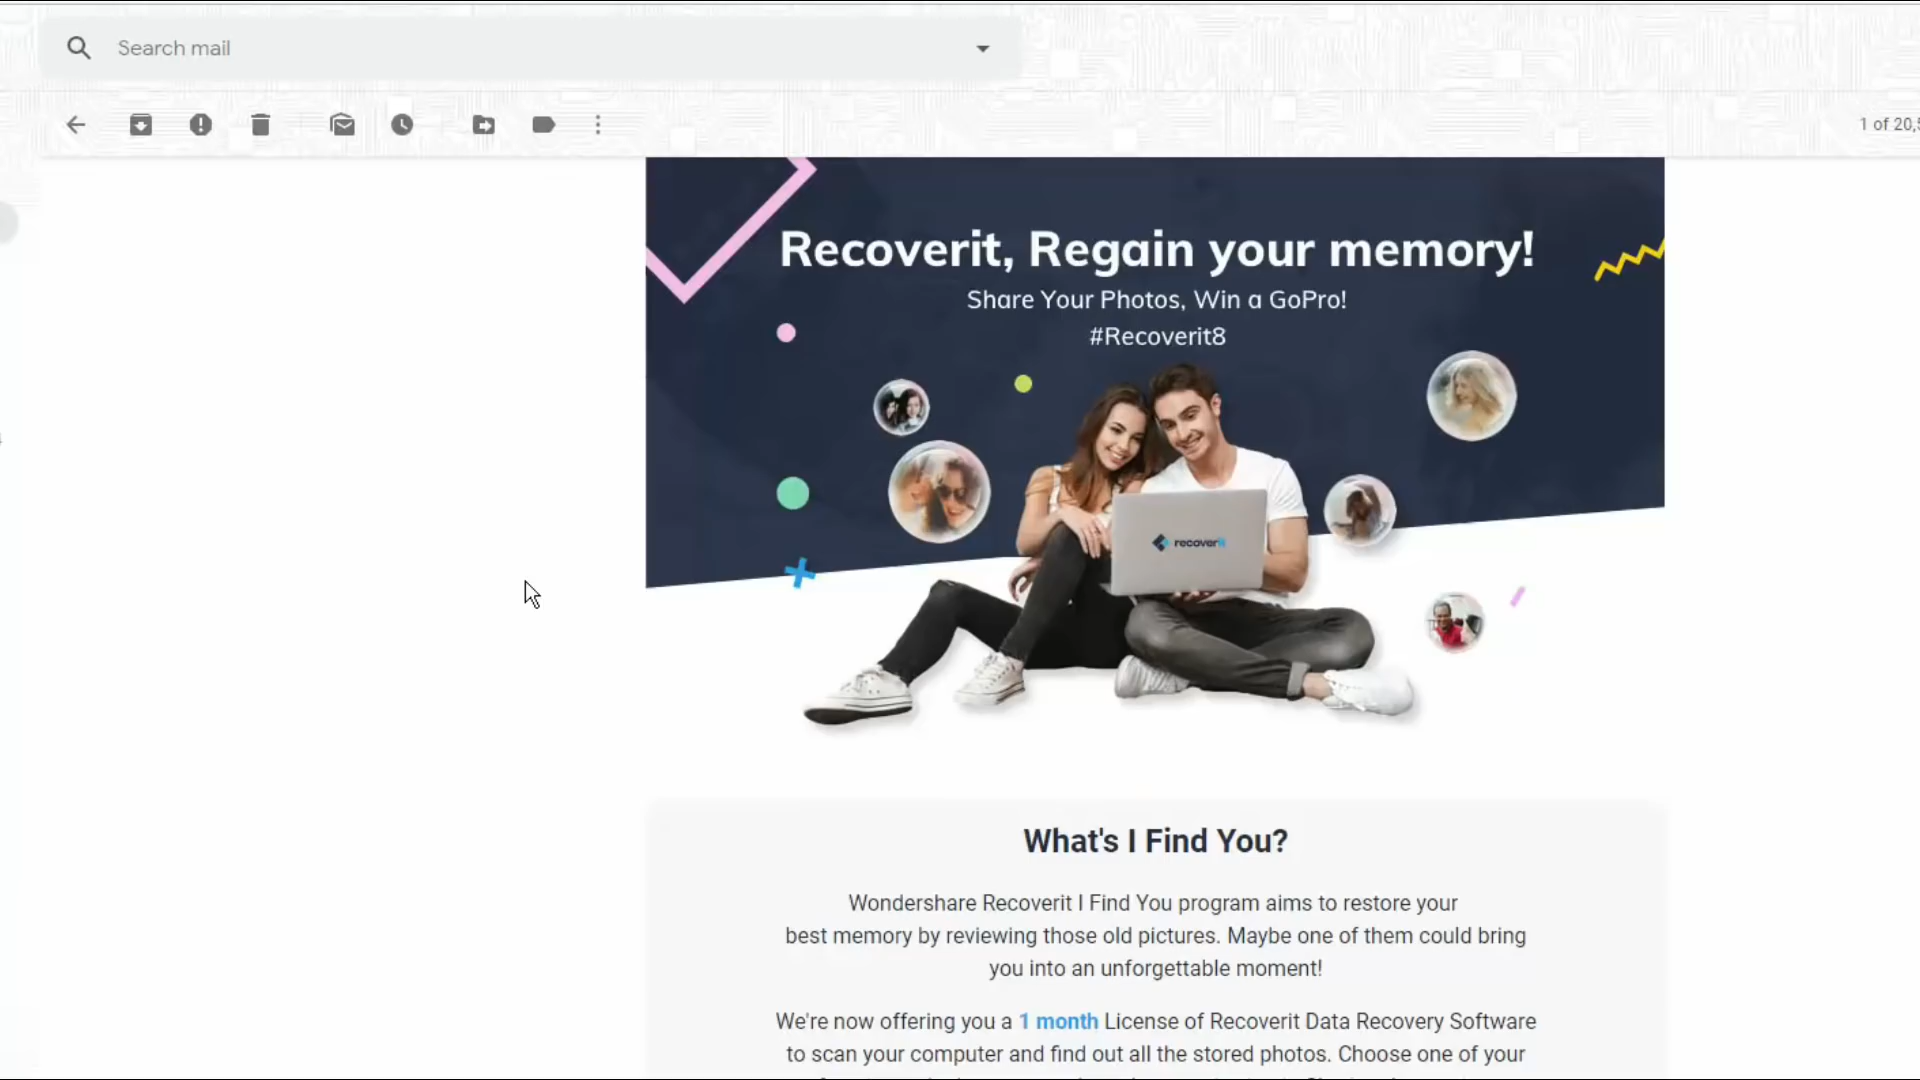 Search mail
1 of 20,5
Recoverit, Regain your memory!
Share Your Photos, Win a GoPro!
#Recoverit8
recoverit
What's I Find You?
Wondershare Recoverit I Find You program aims to restore your
best memory by reviewing those old pictures. Maybe one of them could bring
you into an unforgettable moment!
We're now offering you a 1 month License of Recoverit Data Recovery Software
to scan your computer and find out all the stored photos. Choose one of your